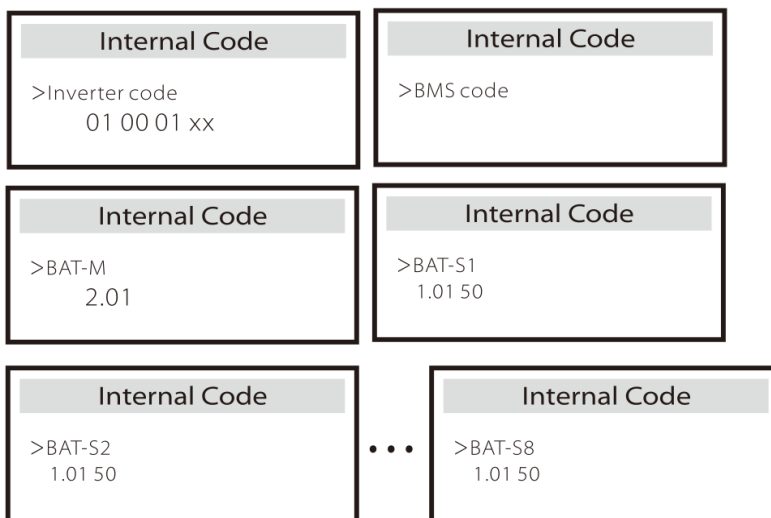 Internal Code
>Inverter code
01 00 01 xx
Internal Code
>BMS code
Internal Code
>BAT-M
2.01
Internal Code
>BAT-S1
1.01 50
Internal Code
>BAT-S2
1.01 50
...
Internal Code
>BAT-S8
1.01 50